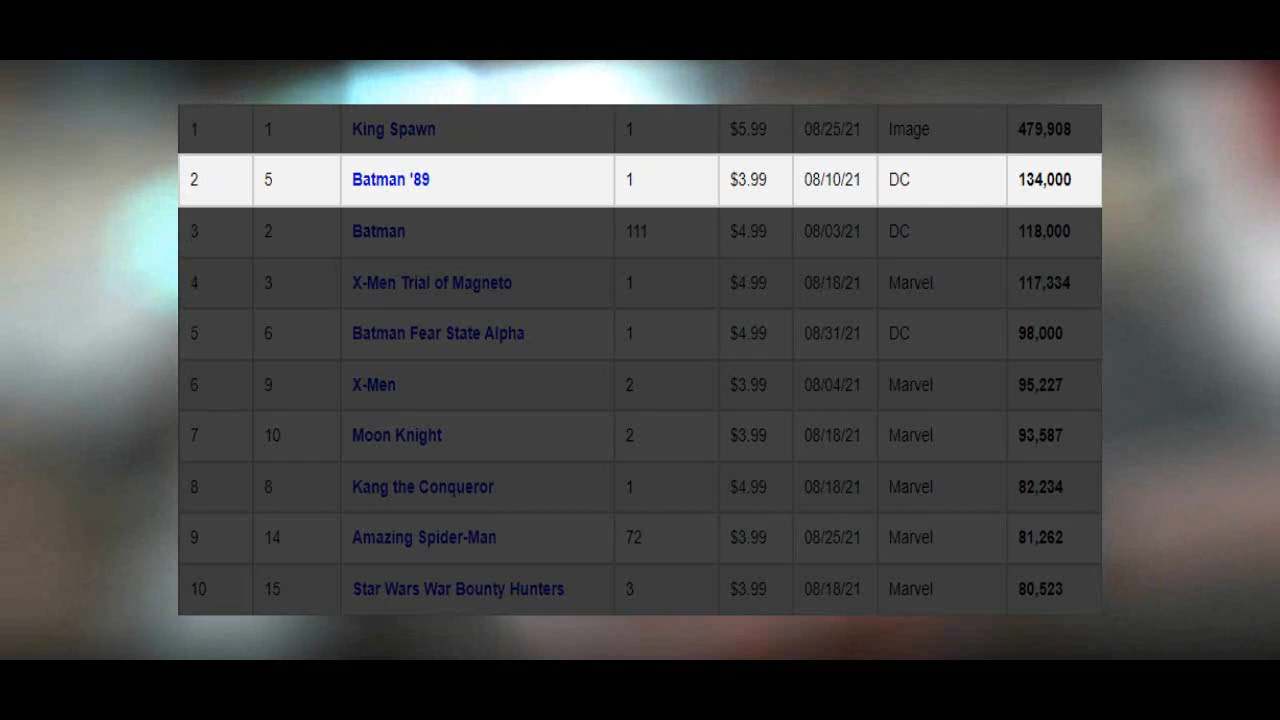 1 1 King Spawn 1 $5.99 08/25/21 Image 479,908
2 5 Batman '89 1 $3.99 08/10/21 DC 134,000
3 2 Batman 111 $4.99 08/03/21 DC 118,000
4 3 X-Men Trial of Magneto 1 $4.99 08/18/21 Marvel 117,334
5 6 Batman Fear State Alpha 1 $4.99 08/31/21 DC 98,000
6 9 X-Men 2 $3.99 08/04/21 Marvel 95,227
7 10 Moon Knight 2 $3.99 08/18/21 Marvel 93,587
8 8 Kang the Conqueror 1 $4.99 08/18/21 Marvel 82,234
9 14 Amazing Spider-Man 72 $3.99 08/25/21 Marvel 81,262
10 15 Star Wars War Bounty Hunters 3 $3.99 08/18/21 Marvel 80,523